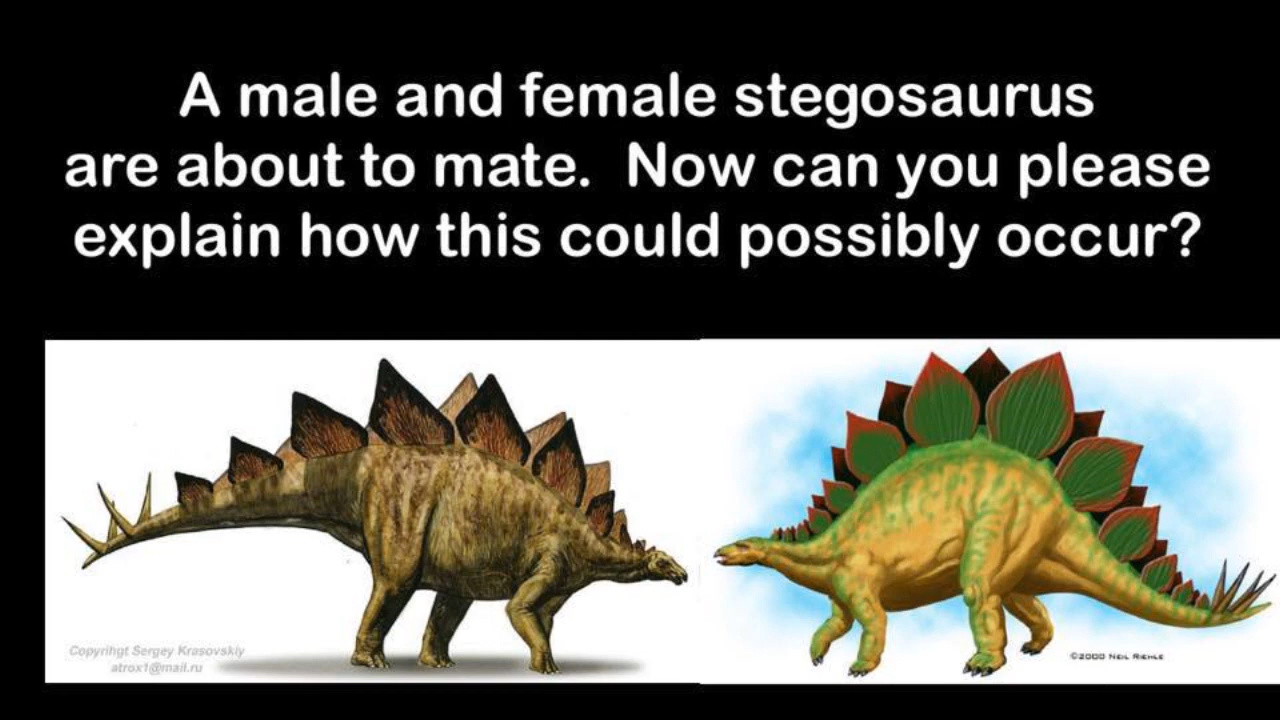 A male and female stegosaurus
are about to mate. Now can you please
explain how this could possibly occur?
Copyrihgt Sergey Krasovskiy
atrox1@mail.ru
©2000 NEIL RIEHLE